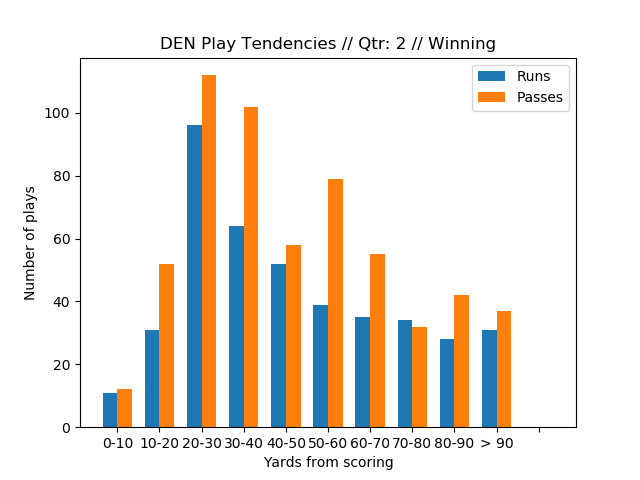 DEN Play Tendencies // Qtr: 2 // Winning
Runs
Passes
Number of plays
100
80
60
40
20
0
0-10 10-20 20-30 30-40 40-50 50-60 60-70 70-80 80-90 > 90
Yards from scoring